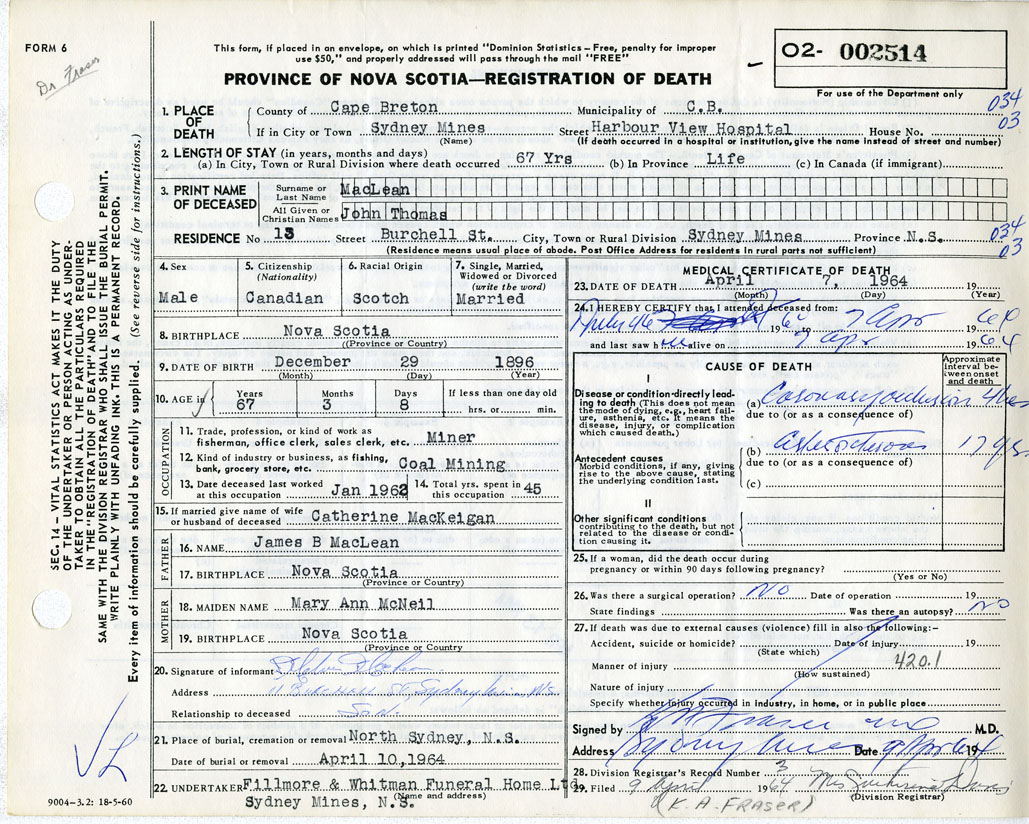 FORM 6
Dr Fraser
This form, if placed in an envelope, on which is printed "Dominion Statistics—Free, penalty for improper
use $50," and properly addressed will pass through the mail "FREE"
PROVINCE OF NOVA SCOTIA—REGISTRATION OF DEATH
02- 002514
For use of the Department only
034
03
1. PLACE OF DEATH County of Cape Breton Municipality of C.B.
If in City or Town Sydney Mines Street Harbour View Hospital House No.
(Name) (If death occurred in a hospital or institution, give the name instead of street and number)
2. LENGTH OF STAY (in years, months and days)
(a) In City, Town or Rural Division where death occurred 67 Yrs (b) In Province Life (c) In Canada (if immigrant)
3. PRINT NAME OF DECEASED Surname or Last Name MacLean
All Given or Christian Names John Thomas
RESIDENCE No 13 Street Burchell St. City, Town or Rural Division Sydney Mines Province N.S.
(Residence means usual place of abode. Post Office Address for residents in rural parts not sufficient)
034
03
4. Sex Male
5. Citizenship (Nationality) Canadian
6. Racial Origin Scotch
7. Single, Married, Widowed or Divorced (write the word) Married
8. BIRTHPLACE Nova Scotia
(Province or Country)
9. DATE OF BIRTH December 29 1896
(Month) (Day) (Year)
10. AGE in Years 67 Months 3 Days 8 If less than one day old hrs. or min.
OCCUPATION
11. Trade, profession or kind of work as fisherman, office clerk, sales clerk, etc. Miner
12. Kind of industry or business, as fishing, bank, grocery store, etc. Coal Mining
13. Date deceased last worked at this occupation Jan 1962
14. Total yrs. spent in this occupation 45
15. If married give name of wife or husband of deceased Catherine MacKeigan
FATHER
16. NAME James B MacLean
17. BIRTHPLACE Nova Scotia
(Province or Country)
MOTHER
18. MAIDEN NAME Mary Ann McNeil
19. BIRTHPLACE Nova Scotia
(Province or Country
20. Signature of informant
Address
Relationship to deceased Son
21. Place of burial, cremation or removal North Sydney, N.S.
Date of burial or removal April 10, 1964
22. UNDERTAKER Fillmore & Whitman Funeral Home Ltd.
Sydney Mines, N.S. (Name and address)
MEDICAL CERTIFICATE OF DEATH
23. DATE OF DEATH April 7, 1964 19
(Month) (Day) (Year)
24. I HEREBY CERTIFY that I attended deceased from:
19 64 to 7 Apr 19 64
and last saw him alive on 7 Apr 19 64
CAUSE OF DEATH
Approximate Interval between onset and death
I
Disease or condition directly leading to death (This does not mean the mode of dying, e.g., heart failure, asthenia, etc. It means the disease, injury, or complication which caused death.)
(a) Coronary occlusion
due to (or as a consequence of)
Antecedent causes
Morbid conditions, if any, giving rise to the above cause, stating the underlying condition last.
(b)
due to (or as a consequence of)
(c)
II
Other significant conditions
contributing to the death, but not related to the disease or condition causing it.
25. If a woman, did the death occur during
pregnancy or within 90 days following pregnancy?
(Yes or No)
26. Was there a surgical operation? No Date of operation 19
State findings Was there an autopsy? No
27. If death was due to external causes (violence) fill in also the following:—
Accident, suicide or homicide? Date of injury 19
(State which)
Manner of injury 420.1
(How sustained)
Nature of injury
Specify whether injury occurred in industry, in home, or in public place
Signed by K A Fraser M.D.
Address Sydney Mines Date 9 Apr 1964
28. Division Registrar's Record Number 3
29. Filed 9 April 1964
(Division Registrar)
(K. A. FRASER)
SEC. 14—VITAL STATISTICS ACT MAKES IT THE DUTY
OF THE UNDERTAKER OR PERSON ACTING AS UNDER-
TAKER TO OBTAIN ALL THE PARTICULARS REQUIRED
IN THE "REGISTRATION OF DEATH" AND TO FILE THE
SAME WITH THE DIVISION REGISTRAR WHO SHALL ISSUE THE BURIAL PERMIT.
WRITE PLAINLY WITH UNFADING INK. THIS IS A PERMANENT RECORD.
Every item of information should be carefully supplied. (See reverse side for instructions.)
9004-3.2: 18-5-60